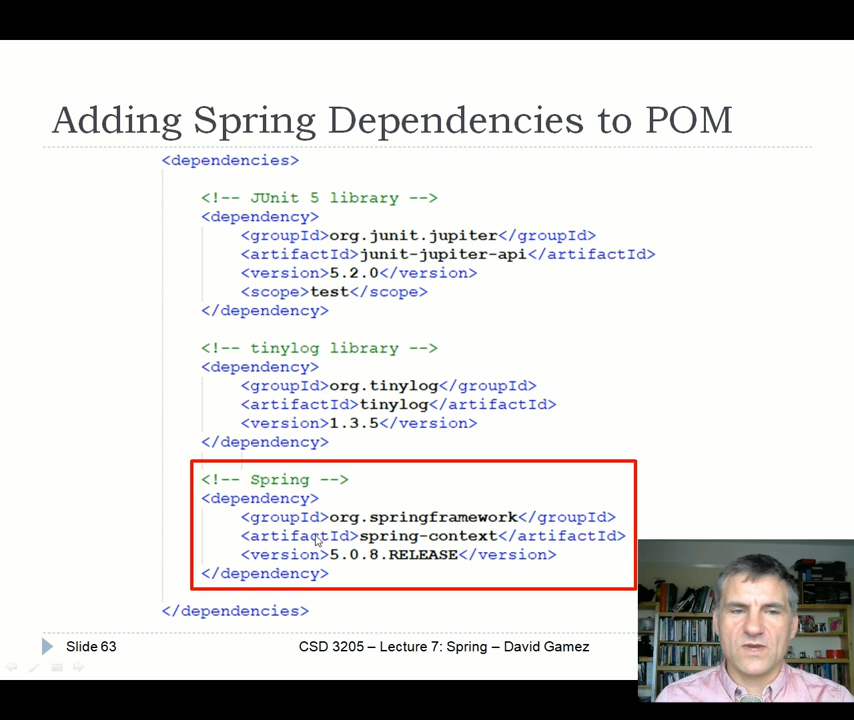 Adding Spring Dependencies to POM
<dependencies>
<!-- JUnit 5 library -->
<dependency>
<groupId>org.junit.jupiter</groupId>
<artifactId>junit-jupiter-api</artifactId>
<version>5.2.0</version>
<scope>test</scope>
</dependency>
<!-- tinylog library -->
<dependency>
<groupId>org.tinylog</groupId>
<artifactId>tinylog</artifactId>
<version>1.3.5</version>
</dependency>
<!-- Spring -->
<dependency>
<groupId>org.springframework</groupId>
<artifactId>spring-context</artifactId>
<version>5.0.8.RELEASE</version>
</dependency>
</dependencies>
Slide 63
CSD 3205 – Lecture 7: Spring – David Gamez